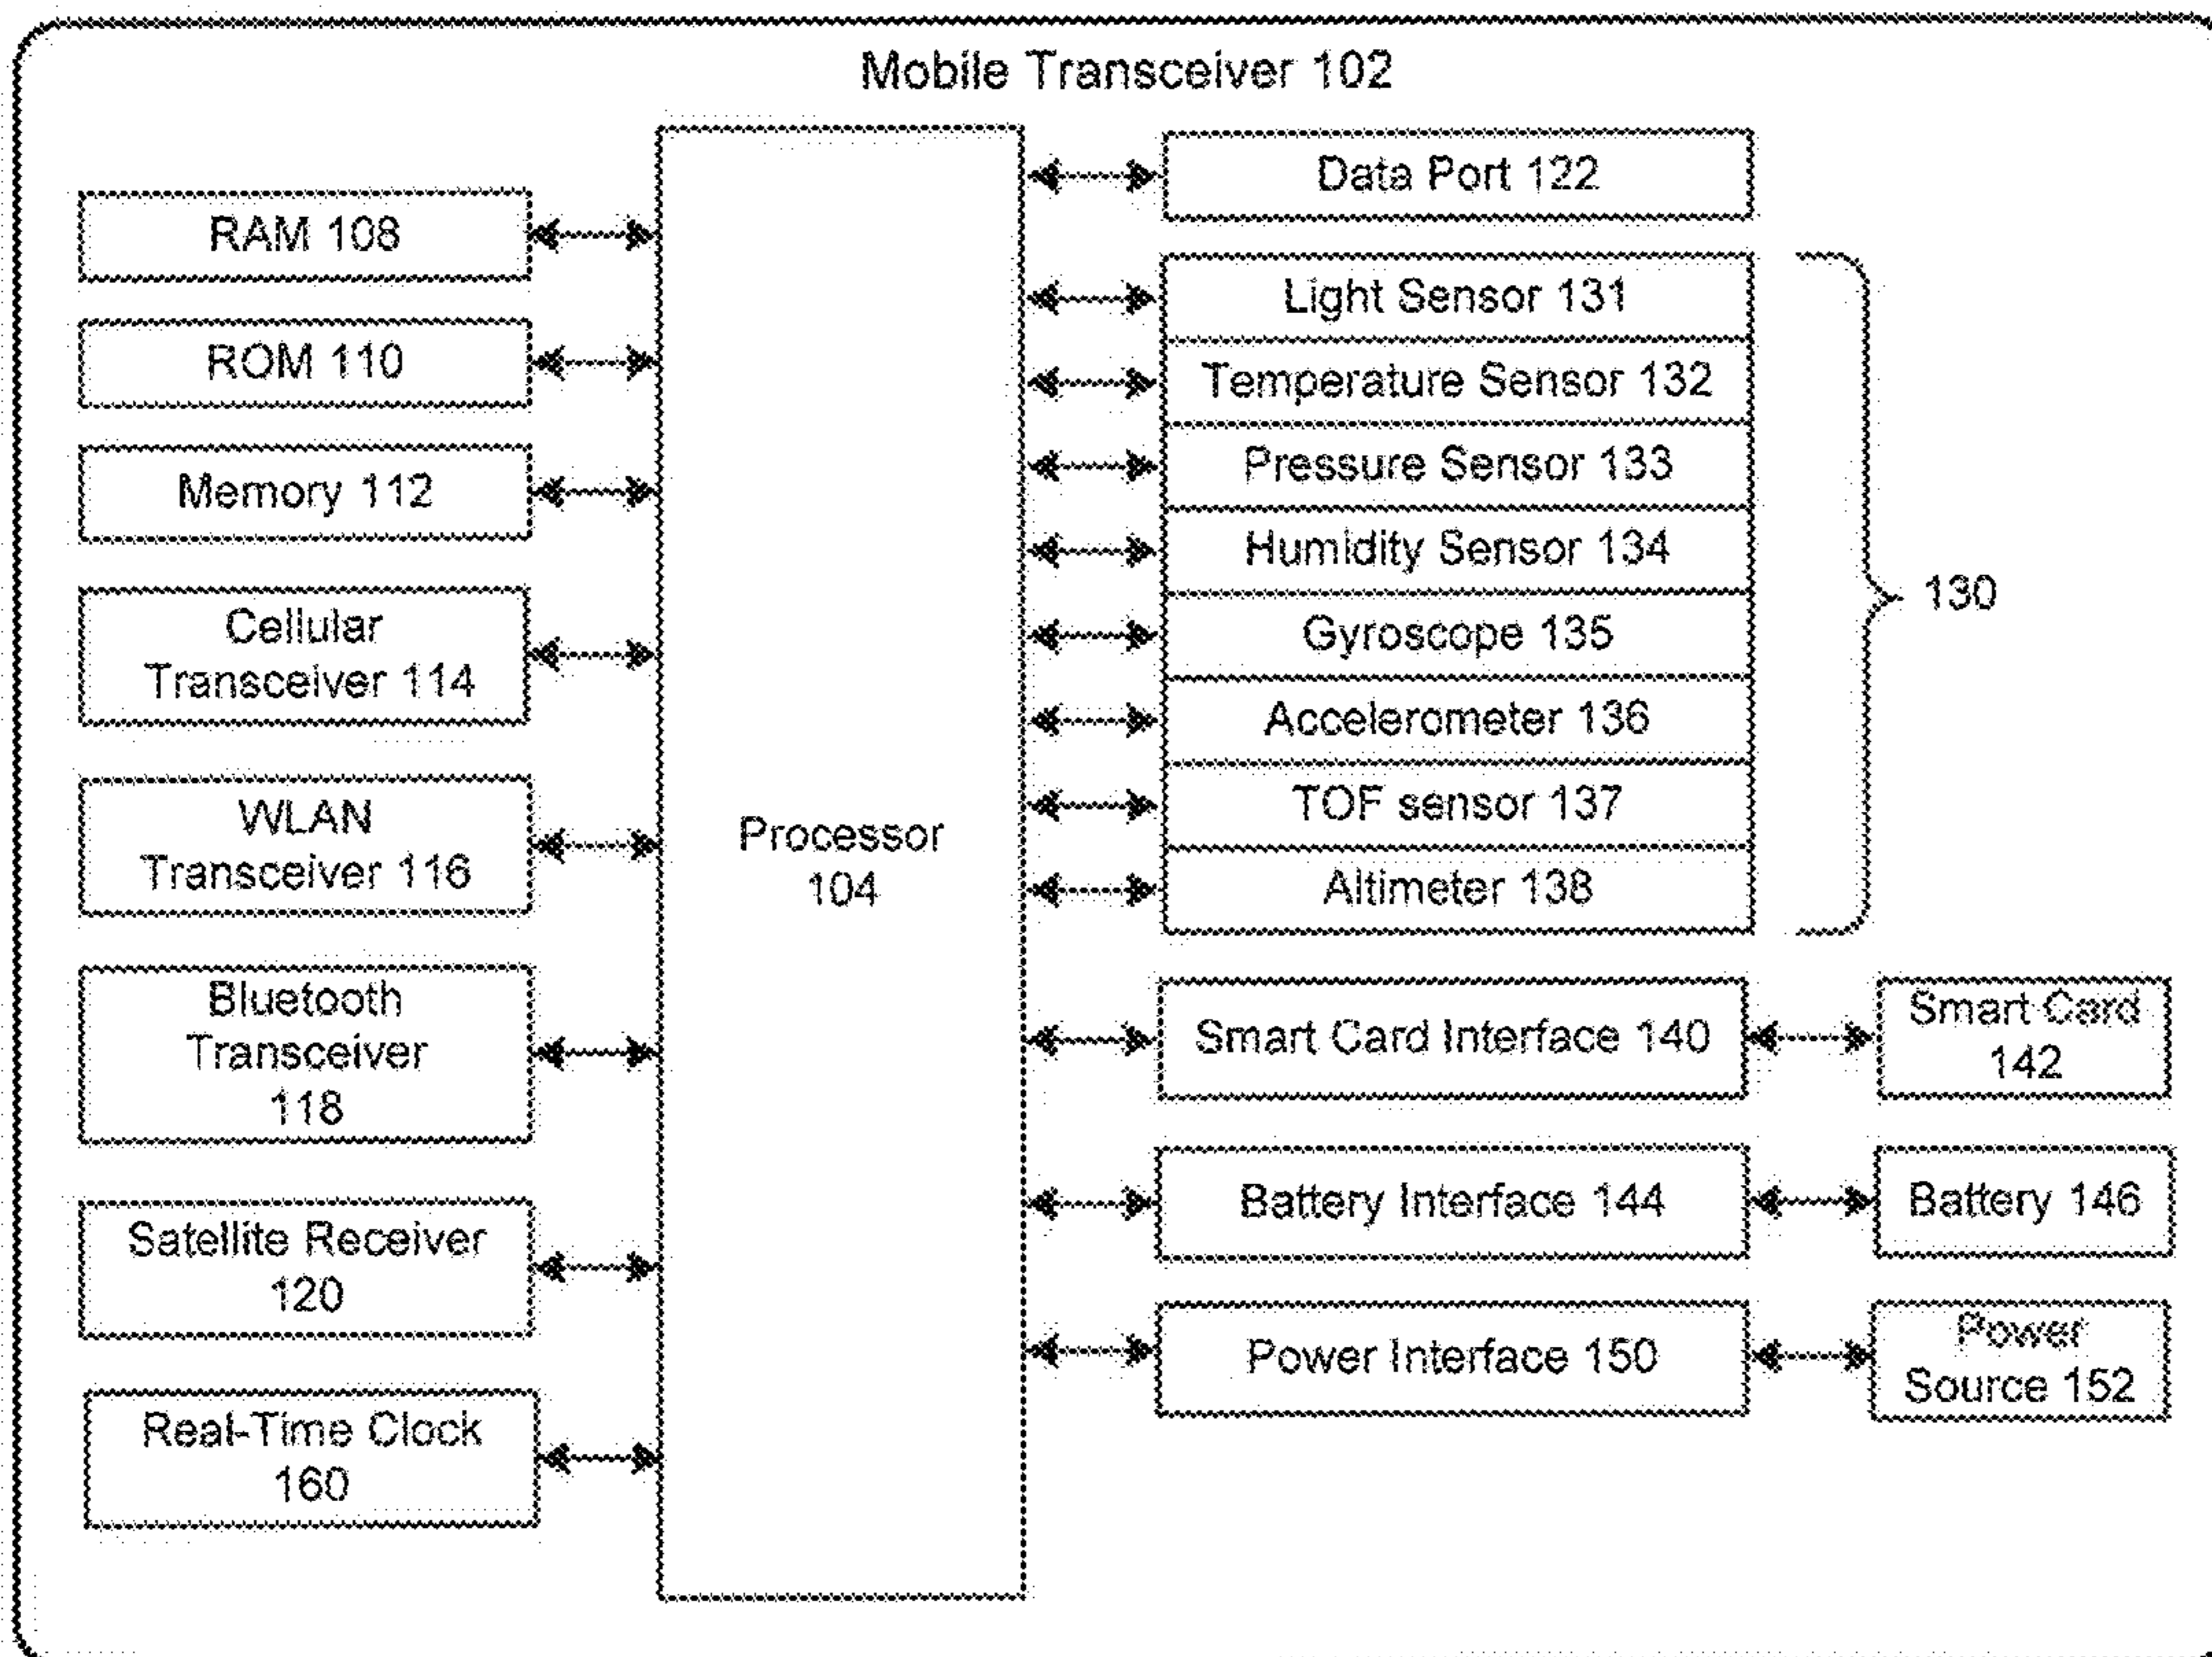 Mobile Transceiver 102
RAM 108
ROM 110
Memory 112
Cellular
Transceiver 114
WLAN
Transceiver 116
Bluetooth
Transceiver
118
Satellite Receiver
120
Real-Time Clock
160
Processor
104
Data Port 122
Light Sensor 131
Temperature Sensor 132
Pressure Sensor 133
Humidity Sensor 134
Gyroscope 135
Accelerometer 136
TOF sensor 137
Altimeter 138
130
Smart Card Interface 140
Smart Card
142
Battery Interface 144
Battery 146
Power Interface 150
Power
Source 152